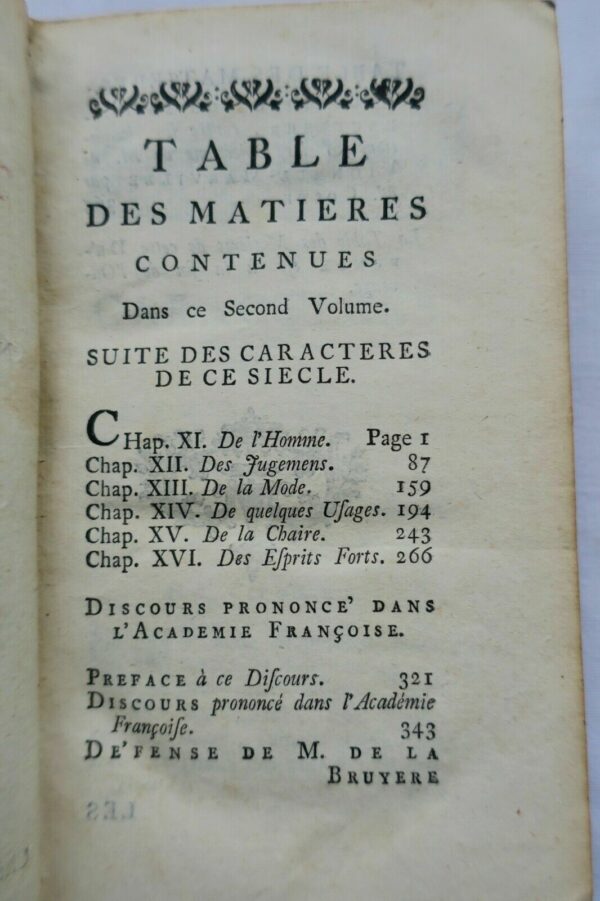 TABLE
DES MATIERES
CONTENUES
Dans ce Second Volume.
SUITE DES CARACTERES
DE CE SIECLE.
CHap. XI. De l'Homme. Page 1
Chap. XII. Des Jugemens. 87
Chap. XIII. De la Mode. 159
Chap. XIV. De quelques Uſages. 194
Chap. XV. De la Chaire. 243
Chap. XVI. Des Eſprits Forts. 266
DISCOURS PRONONCE' DANS
L'ACADEMIE FRANÇOISE.
PREFACE à ce Diſcours. 321
DISCOURS prononcé dans l'Académie
Françoiſe. 343
DE'FENSE DE M. DE LA
BRUYERE